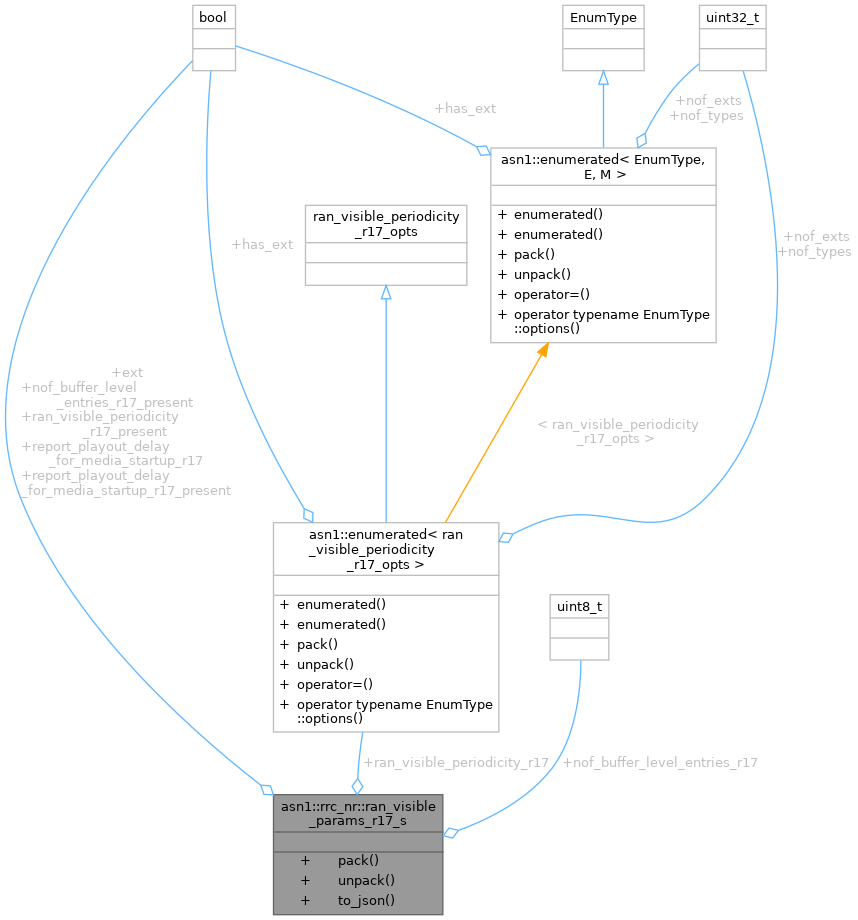 bool
EnumType
uint32_t
+has_ext
+nof_exts
+nof_types
asn1::enumerated< EnumType,
E, M >
+ enumerated()
+ enumerated()
+ pack()
+ unpack()
+ operator=()
+ operator typename EnumType
::options()
ran_visible_periodicity
_r17_opts
+has_ext
+nof_exts
+nof_types
+ext
+nof_buffer_level
_entries_r17_present
+ran_visible_periodicity
_r17_present
+report_playout_delay
_for_media_startup_r17
+report_playout_delay
_for_media_startup_r17_present
< ran_visible_periodicity
_r17_opts >
asn1::enumerated< ran
_visible_periodicity
_r17_opts >
+ enumerated()
+ enumerated()
+ pack()
+ unpack()
+ operator=()
+ operator typename EnumType
::options()
uint8_t
+ran_visible_periodicity_r17
+nof_buffer_level_entries_r17
asn1::rrc_nr::ran_visible
_params_r17_s
+ pack()
+ unpack()
+ to_json()